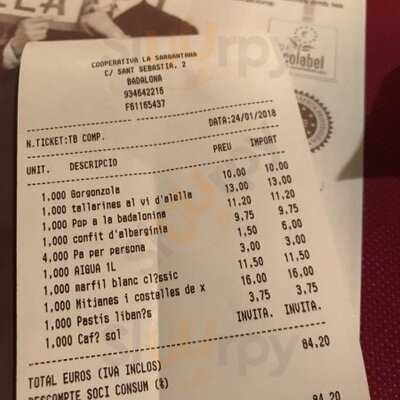 ELLA
colabel
COOPERATIVA LA SARGANTANA
C/ SANT SEBASTIA, 2
BADALONA
934642216
F61165437
N.TICKET:TB COMP. DATA:24/01/2018
UNIT. DESCRIPCIO PREU IMPORT
1,000 Gorgonzola 10.00 10.00
1,000 tallarines al vi d'alella 13.00 13.00
1,000 Pop a la badalonina 11.20 11.20
1,000 confit d'alberginia 9.75 9.75
4,000 Pa per persona 1.50 6.00
1,000 AIGUA 1L 3.00 3.00
1,000 marfil blanc cl?ssic 11.50 11.50
1,000 Mitjanes i costelles de x 16.00 16.00
1,000 Pastis liban?s 3.75 3.75
1,000 Caf? sol INVITA. INVITA.
TOTAL EUROS (IVA INCLOS) 84.20
DESCOMPTE SOCI CONSUM (%)
84.20